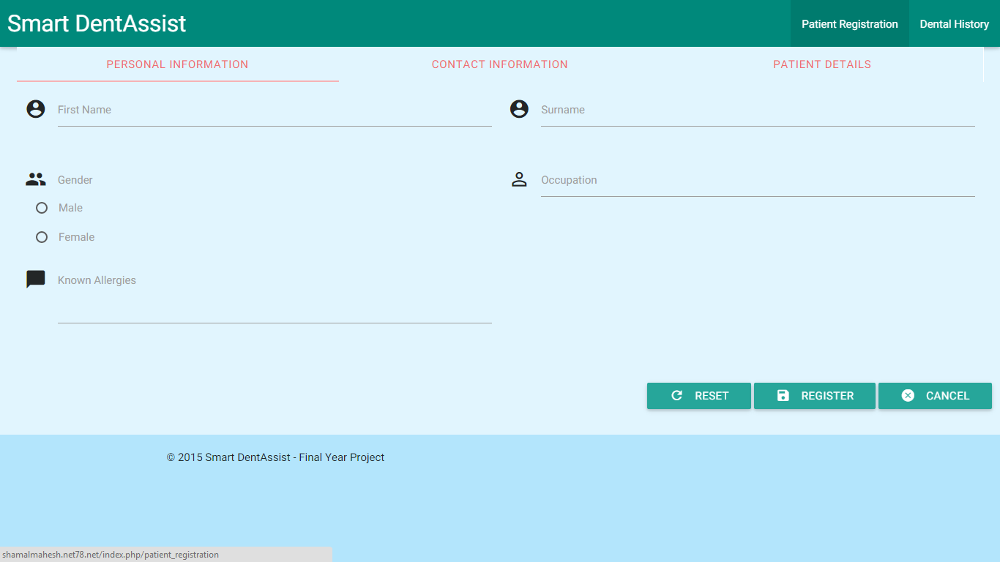 Smart DentAssist
Patient Registration
Dental History
PERSONAL INFORMATION
CONTACT INFORMATION
PATIENT DETAILS
First Name
Surname
Gender
Occupation
Male
Female
Known Allergies
RESET
REGISTER
CANCEL
© 2015 Smart DentAssist - Final Year Project
shamalmahesh.net78.net/index.php/patient_registration